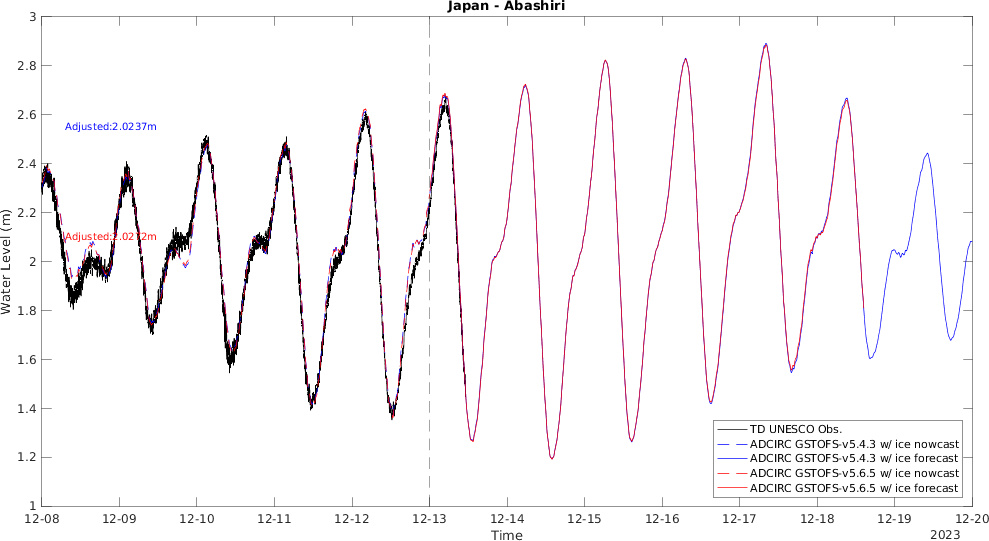 Japan - Abashiri
3
2.8
2.6
2.4
2.2
2
1.8
1.6
1.4
1.2
1
Water Level (m)
Adjusted:2.0237m
Adjusted:2.0272m
TD UNESCO Obs.
ADCIRC GSTOFS-v5.4.3 w/ ice nowcast
ADCIRC GSTOFS-v5.4.3 w/ ice forecast
ADCIRC GSTOFS-v5.6.5 w/ ice nowcast
ADCIRC GSTOFS-v5.6.5 w/ ice forecast
12-08 12-09 12-10 12-11 12-12 12-13 12-14 12-15 12-16 12-17 12-18 12-19 12-20
Time
2023